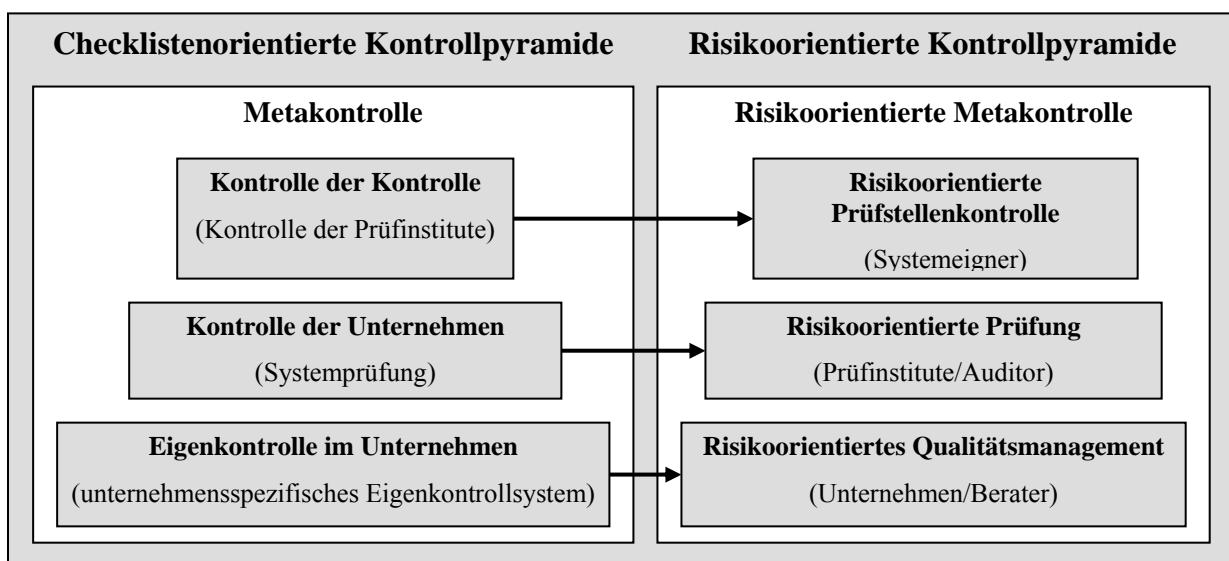 Checklistenorientierte Kontrollpyramide
Metakontrolle
Kontrolle der Kontrolle
(Kontrolle der Prüfinstitute)
Kontrolle der Unternehmen
(Systemprüfung)
Eigenkontrolle im Unternehmen
(unternehmensspezifisches Eigenkontrollsystem)
Risikoorientierte Kontrollpyramide
Risikoorientierte Metakontrolle
Risikoorientierte
Prüfstellenkontrolle
(Systemeigner)
Risikoorientierte Prüfung
(Prüfinstitute/Auditor)
Risikoorientiertes Qualitätsmanagement
(Unternehmen/Berater)